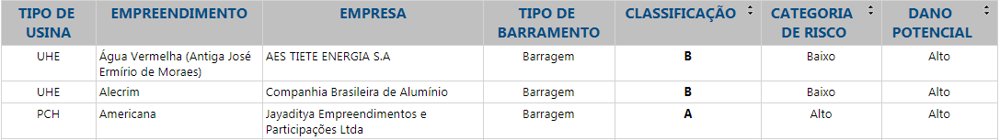 TIPO DE USINA EMPREENDIMENTO EMPRESA TIPO DE BARRAMENTO CLASSIFICAÇÃO CATEGORIA DE RISCO DANO POTENCIAL
UHE Água Vermelha (Antiga José Ermírio de Moraes) AES TIETE ENERGIA S.A Barragem B Baixo Alto
UHE Alecrim Companhia Brasileira de Alumínio Barragem B Baixo Alto
PCH Americana Jayaditya Empreendimentos e Participações Ltda Barragem A Alto Alto